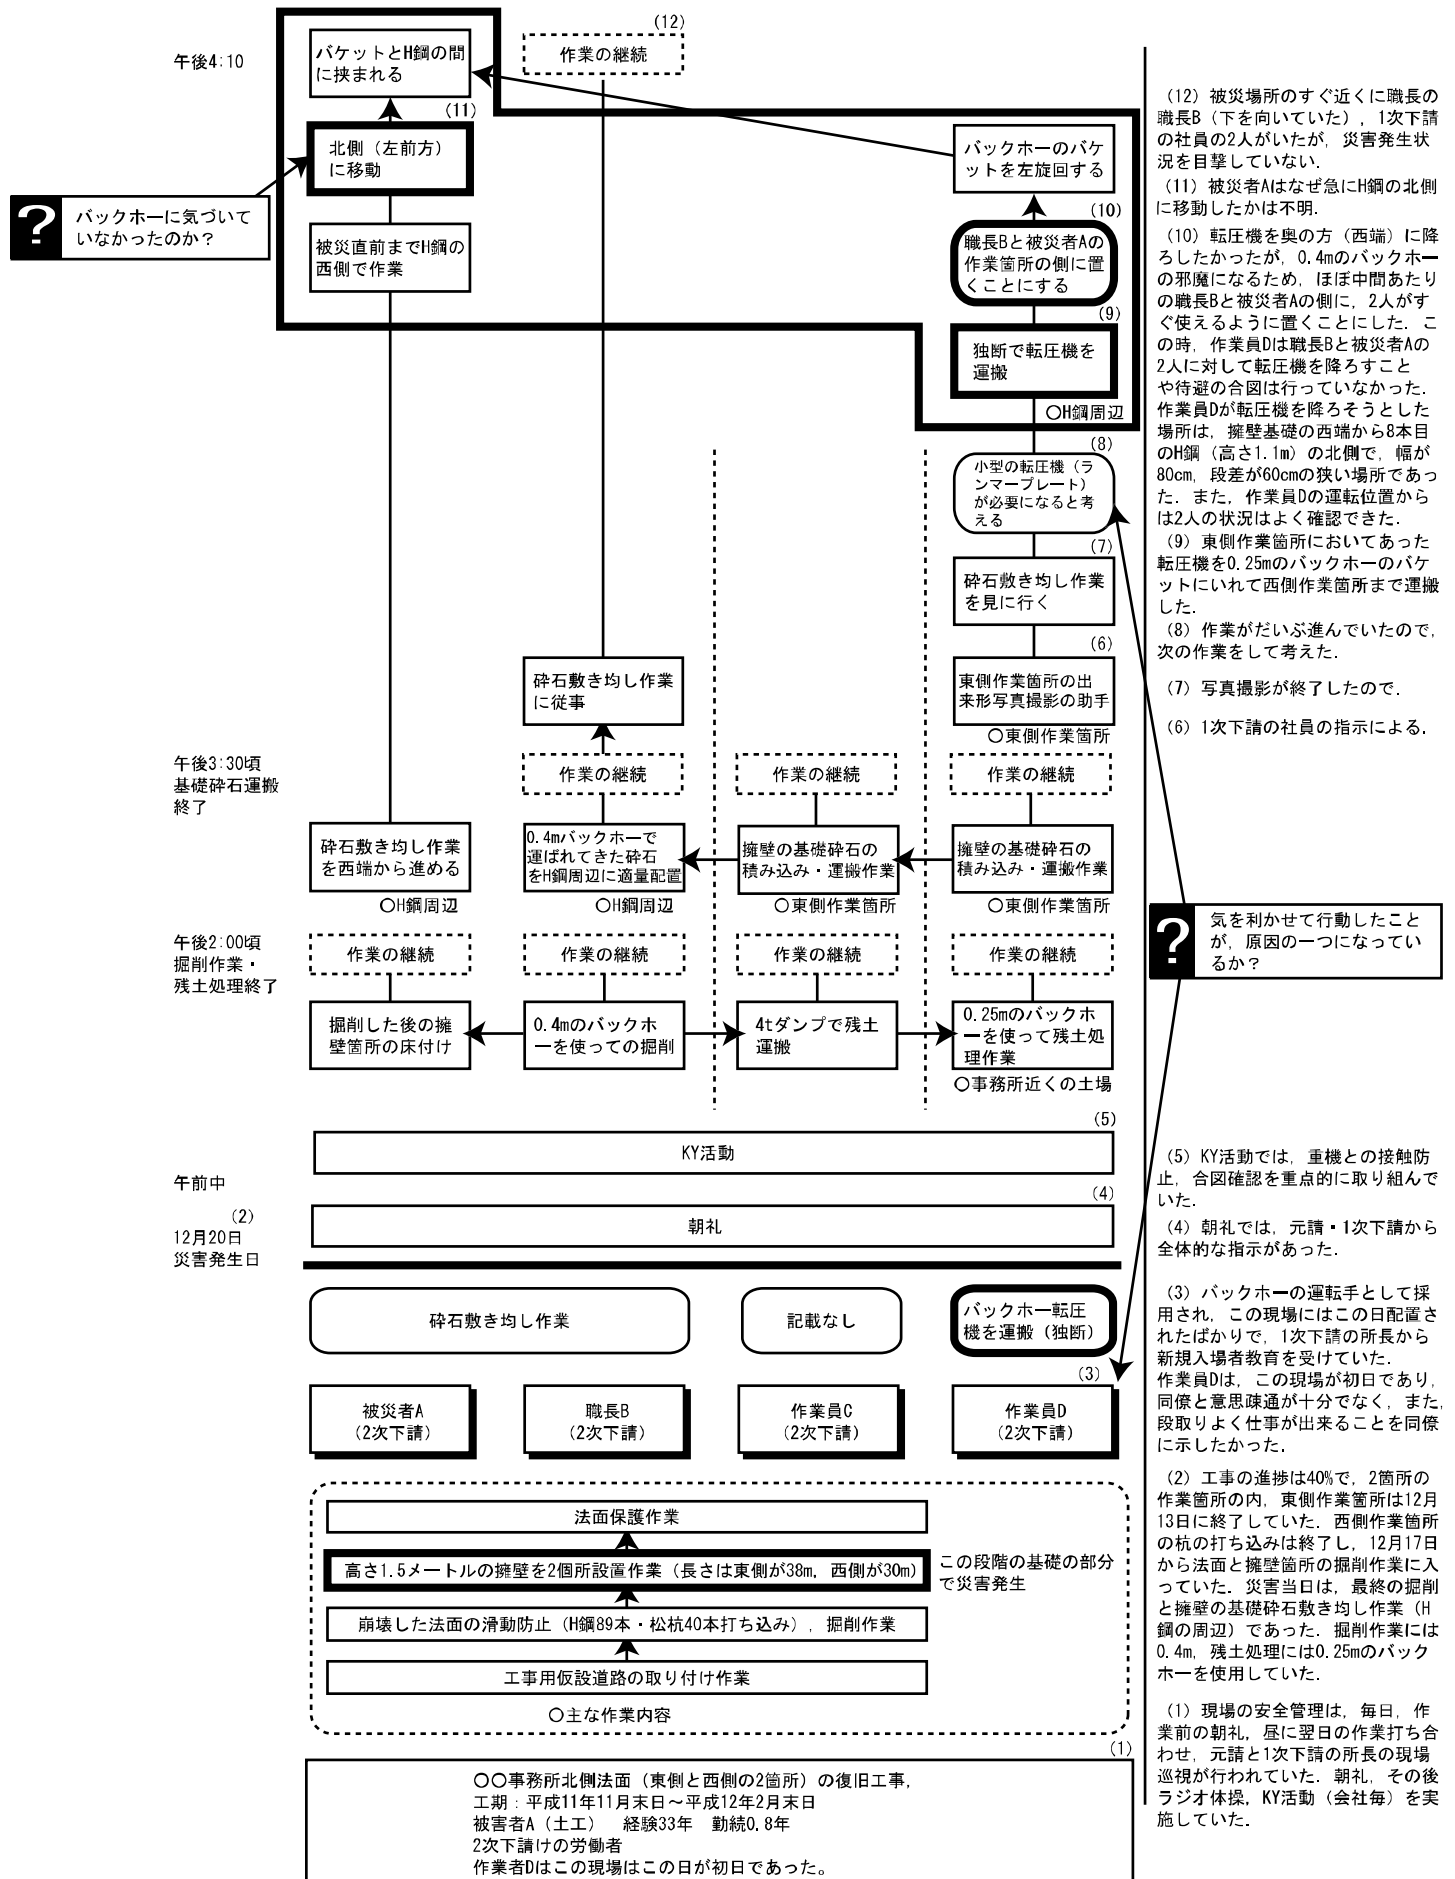 (12)
午後4:10
バケットとH鋼の間
に挟まれる
作業の継続
(11)
北側（左前方）
に移動
バックホーのバケ
ットを左旋回する
?
バックホーに気づいて
いなかったのか？
(10)
被災直前までH鋼の
西側で作業
職長Bと被災者Aの
作業箇所の側に置
くことにする
(9)
独断で転圧機を
運搬
○H鋼周辺
(8)
小型の転圧機（ラ
ンマープレート）
が必要になると考
える
(7)
砕石敷き均し作業
を見に行く
(6)
砕石敷き均し作業
に従事
東側作業箇所の出
来形写真撮影の助手
○東側作業箇所
午後3:30頃
基礎砕石運搬
終了
作業の継続
作業の継続
作業の継続
砕石敷き均し作業
を西端から進める
0.4mバックホーで
運ばれてきた砕石
をH鋼周辺に適量配置
擁壁の基礎砕石の
積み込み・運搬作業
擁壁の基礎砕石の
積み込み・運搬作業
○H鋼周辺
○H鋼周辺
○東側作業箇所
○東側作業箇所
午後2:00頃
掘削作業・
残土処理終了
作業の継続
作業の継続
作業の継続
作業の継続
掘削した後の擁
壁箇所の床付け
0.4mのバックホ
ーを使っての掘削
4tダンプで残土
運搬
0.25mのバックホ
ーを使って残土処
理作業
○事務所近くの土場
?
気を利かせて行動したこと
が，原因の一つになってい
るか？
(5)
KY活動
午前中
(4)
朝礼
(2)
12月20日
災害発生日
砕石敷き均し作業
記載なし
バックホー転圧
機を運搬（独断）
(3)
被災者A
（2次下請）
職長B
（2次下請）
作業員C
（2次下請）
作業員D
（2次下請）
法面保護作業
高さ1.5メートルの擁壁を2個所設置作業（長さは東側が38m，西側が30m）
この段階の基礎の部分
で災害発生
崩壊した法面の滑動防止（H鋼89本・松杭40本打ち込み），掘削作業
工事用仮設道路の取り付け作業
○主な作業内容
(1)
○○事務所北側法面（東側と西側の2箇所）の復旧工事，
工期：平成11年11月末日～平成12年2月末日
被害者A（土工）　経験33年　勤続0.8年
2次下請けの労働者
作業者Dはこの現場はこの日が初日であった。
（12）被災場所のすぐ近くに職長の
職長B（下を向いていた），1次下請
の社員の2人がいたが，災害発生状
況を目撃していない．
（11）被災者Aはなぜ急にH鋼の北側
に移動したかは不明．
（10）転圧機を奥の方（西端）に降
ろしたかったが，0.4mのバックホー
の邪魔になるため，ほぼ中間あたり
の職長Bと被災者Aの側に，2人がす
ぐ使えるように置くことにした．こ
の時，作業員Dは職長Bと被災者Aの
2人に対して転圧機を降ろすこと
や待避の合図は行っていなかった．
作業員Dが転圧機を降ろそうとした
場所は，擁壁基礎の西端から8本目
のH鋼（高さ1.1m）の北側で，幅が
80cm，段差が60cmの狭い場所であっ
た．また，作業員Dの運転位置から
は2人の状況はよく確認できた．
（9）東側作業箇所においてあった
転圧機を0.25mのバックホーのバケ
ットにいれて西側作業箇所まで運搬
した．
（8）作業がだいぶ進んでいたので，
次の作業をして考えた．
（7）写真撮影が終了したので．
（6）1次下請の社員の指示による．
（5）KY活動では，重機との接触防
止，合図確認を重点的に取り組んで
いた．
（4）朝礼では，元請・1次下請から
全体的な指示があった．
（3）バックホーの運転手として採
用され，この現場にはこの日配置さ
れたばかりで，1次下請の所長から
新規入場者教育を受けていた．
作業員Dは，この現場が初日であり，
同僚と意思疎通が十分でなく，また，
段取りよく仕事が出来ることを同僚
に示したかった．
（2）工事の進捗は40%で，2箇所の
作業箇所の内，東側作業箇所は12月
13日に終了していた．西側作業箇所
の杭の打ち込みは終了し，12月17日
から法面と擁壁箇所の掘削作業に入
っていた．災害当日は，最終の掘削
と擁壁の基礎砕石敷き均し作業（H
鋼の周辺）であった．掘削作業には
0.4m，残土処理には0.25mのバック
ホーを使用していた．
（1）現場の安全管理は，毎日，作
業前の朝礼，昼に翌日の作業打ち合
わせ，元請と1次下請の所長の現場
巡視が行われていた．朝礼，その後
ラジオ体操，KY活動（会社毎）を実
施していた．